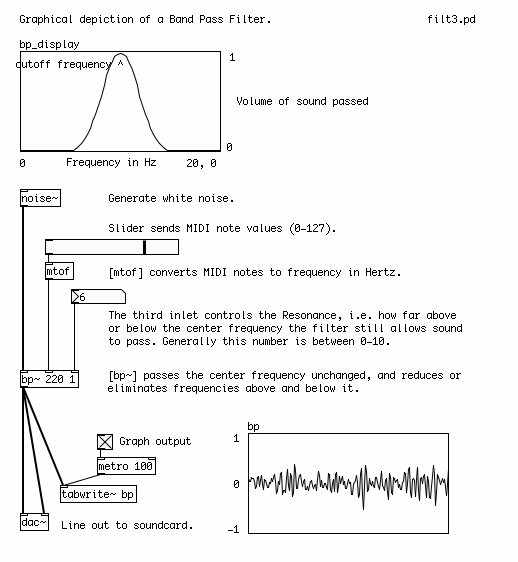 Graphical depiction of a Band Pass Filter.
filt3.pd
bp_display
cutoff frequency ^
1
Volume of sound passed
0
0
Frequency in Hz
20, 0
noise~
Generate white noise.
Slider sends MIDI note values (0-127).
mtof
[mtof] converts MIDI notes to frequency in Hertz.
6
The third inlet controls the Resonance, i.e. how far above
or below the center frequency the filter still allows sound
to pass. Generally this number is between 0-10.
bp~ 220 1
[bp~] passes the center frequency unchanged, and reduces or
eliminates frequencies above and below it.
Graph output
metro 100
tabwrite~ bp
dac~
Line out to soundcard.
bp
1
0
-1